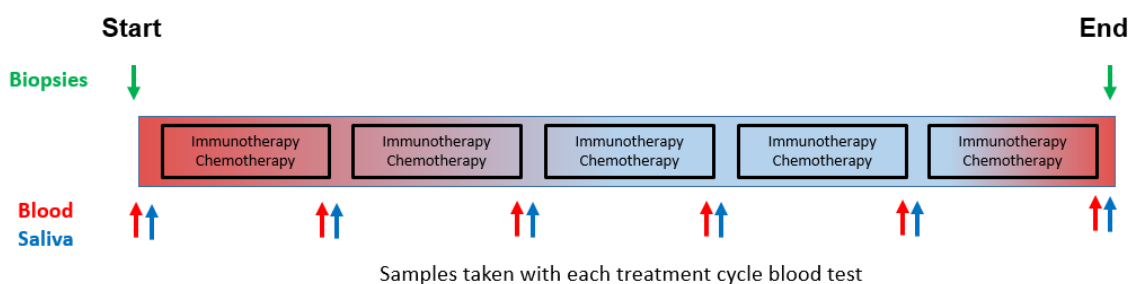 Start
End
Biopsies
Immunotherapy
Chemotherapy
Immunotherapy
Chemotherapy
Immunotherapy
Chemotherapy
Immunotherapy
Chemotherapy
Immunotherapy
Chemotherapy
Blood
Saliva
Samples taken with each treatment cycle blood test